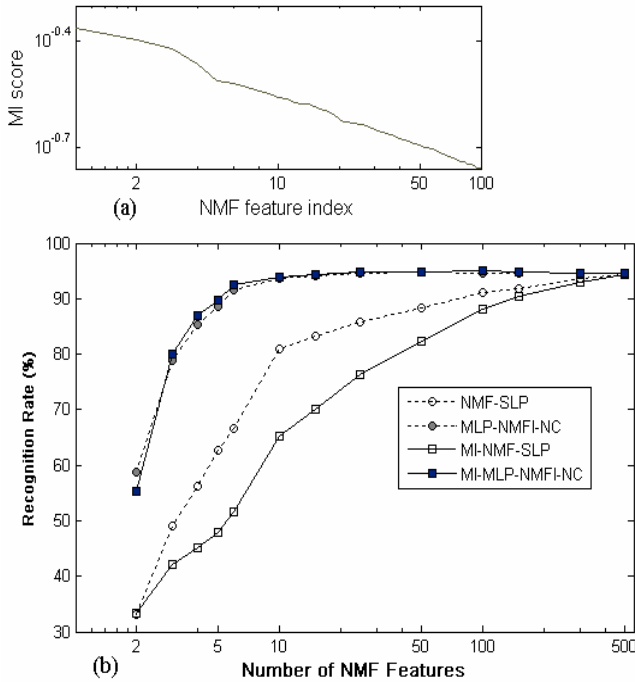 10^-0.4
10^-0.7
MI score
2 10 50 100
(a) NMF feature index
100
90
80
70
60
50
40
30
Recognition Rate (%)
NMF-SLP
MLP-NMFI-NC
MI-NMF-SLP
MI-MLP-NMFI-NC
2 5 10 50 100 500
(b) Number of NMF Features